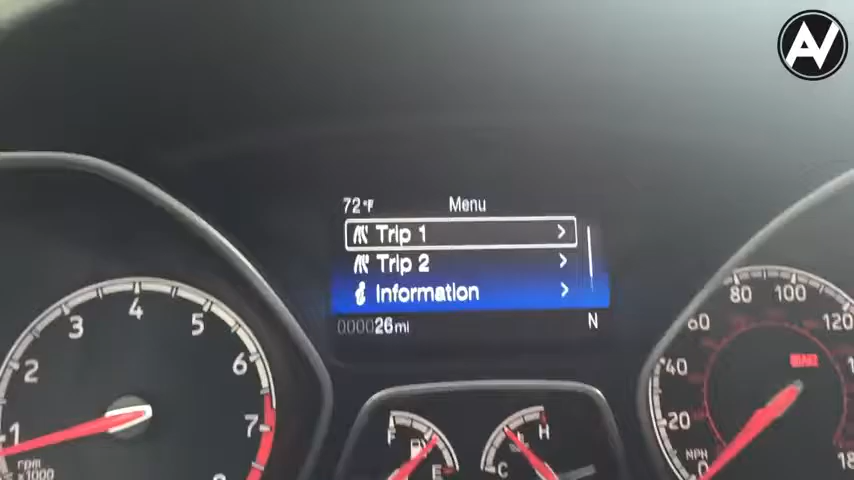 AV
72°F Menu
Trip 1 >
Trip 2 >
i Information >
000026mi N
1
2
3
4
5
6
7
rpm
x1000
F
E
C
H
MPH
0
20
40
60
80
100
120